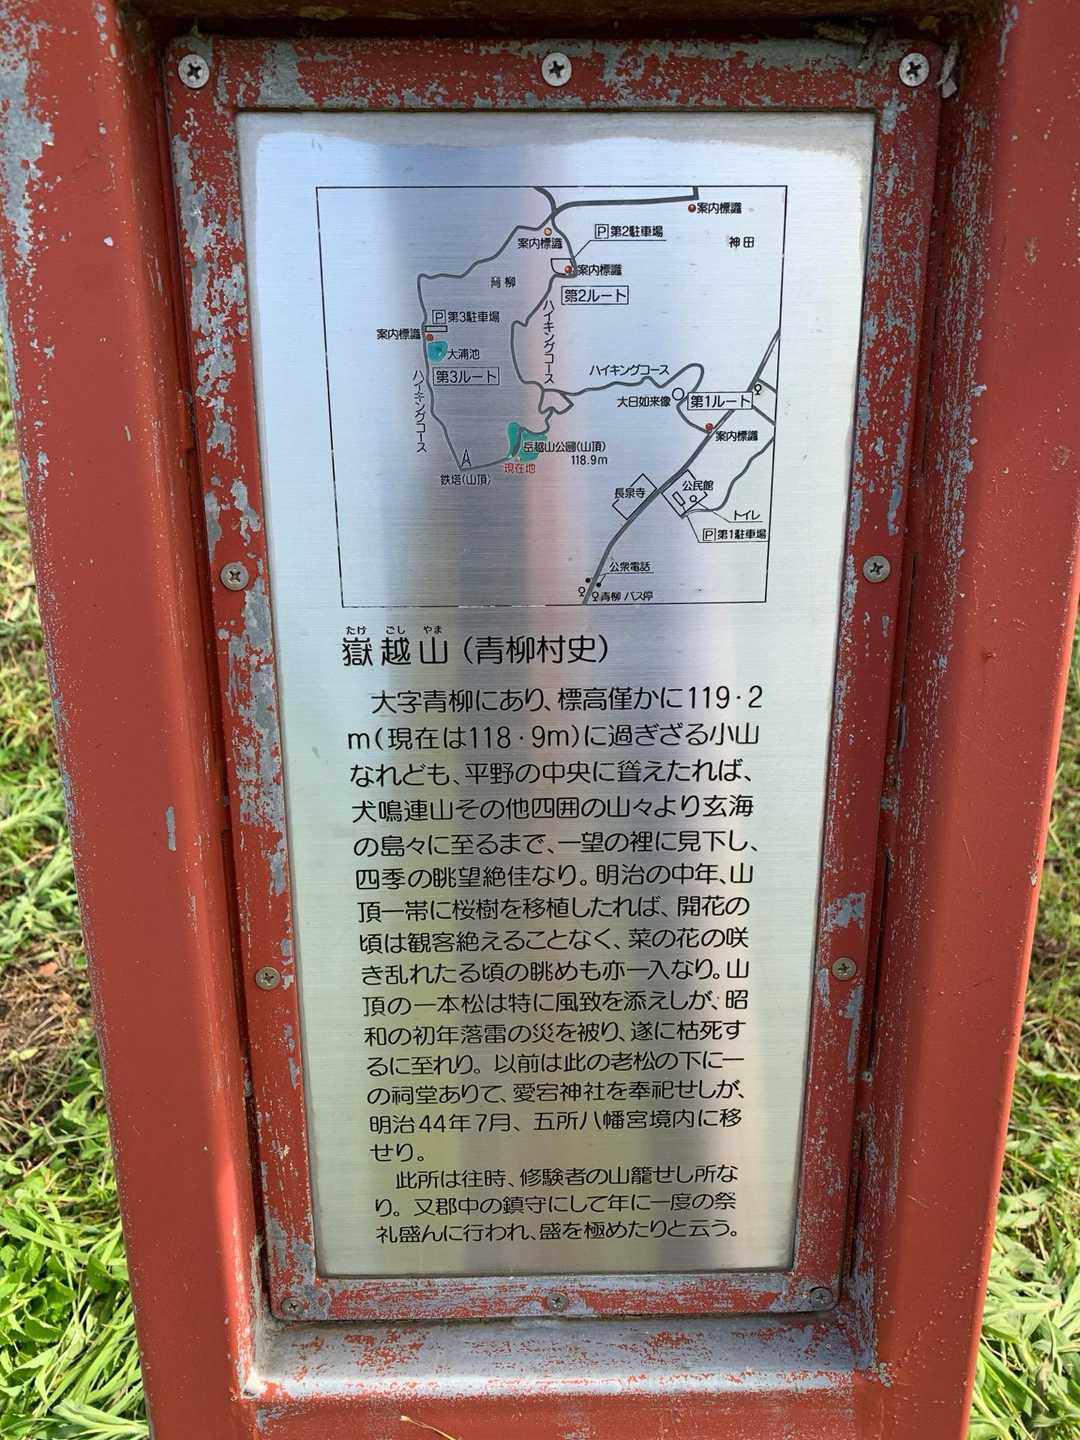 案内標識
案内標識
P 第2駐車場
神田
案内標識
青柳
第2ルート
P 第3駐車場
案内標識
大浦池
第3ルート
ハイキングコース
ハイキングコース
ハイキングコース
大日如来像
第1ルート
案内標識
岳越山公園(山頂)
118.9m
現在地
鉄塔(山頂)
長泉寺
公民館
トイレ
P 第1駐車場
公衆電話
青柳 バス停
たけ ごし やま
嶽越山(青柳村史)
大字青柳にあり、標高僅かに119・2
m(現在は118・9m)に過ぎざる小山
なれども、平野の中央に聳えたれば、
犬鳴連山その他四囲の山々より玄海
の島々に至るまで、一望の裡に見下し、
四季の眺望絶佳なり。明治の中年、山
頂一帯に桜樹を移植したれば、開花の
頃は観客絶えることなく、菜の花の咲
き乱れたる頃の眺めも亦一入なり。山
頂の一本松は特に風致を添えしが、昭
和の初年落雷の災を被り、遂に枯死す
るに至れり。以前は此の老松の下に一
の祠堂ありて、愛宕神社を奉祀せしが、
明治44年7月、五所八幡宮境内に移
せり。
此所は往時、修験者の山籠せし所な
り。又郡中の鎮守にして年に一度の祭
礼盛んに行われ、盛を極めたりと云う。